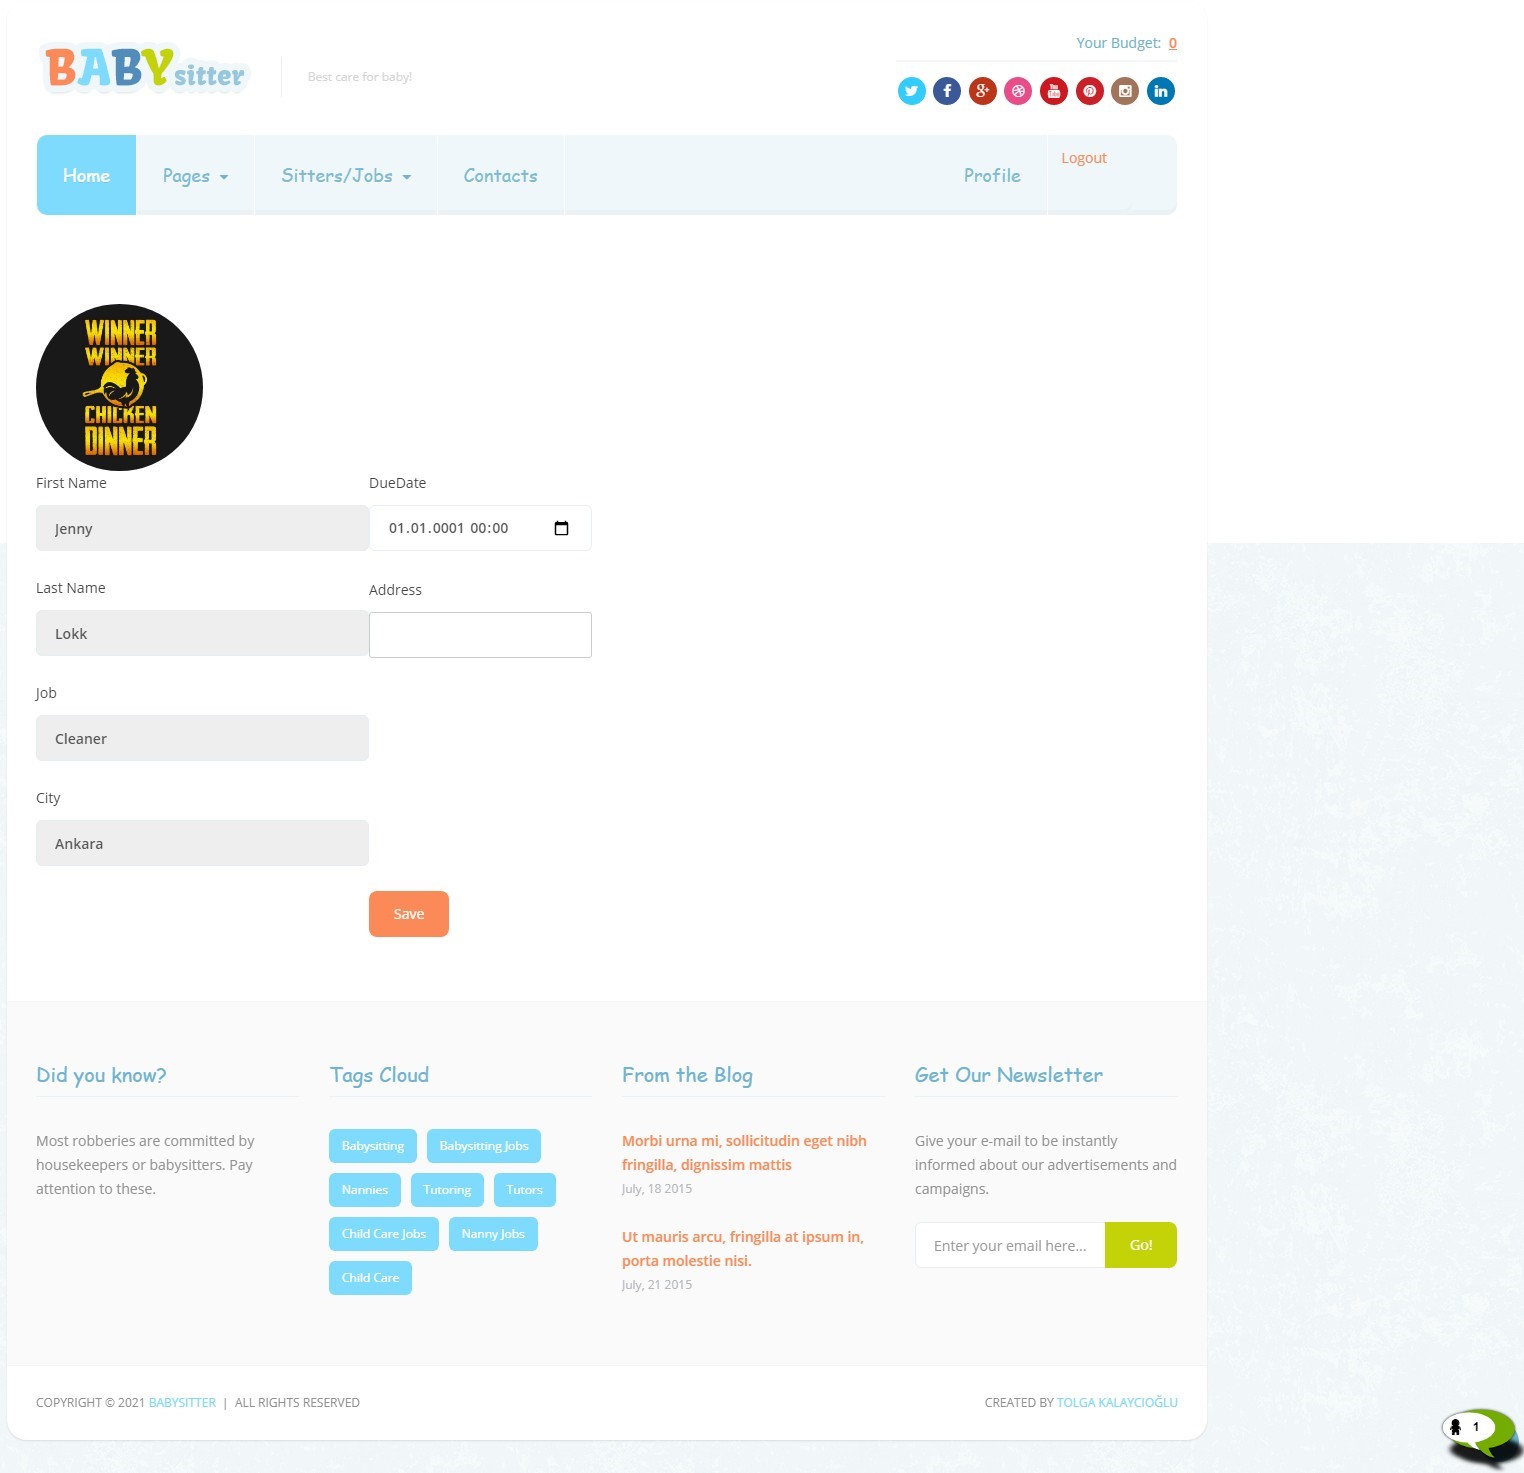 Your Budget: 0
BABY sitter
Best care for baby!
Home
Pages
Sitters/Jobs
Contacts
Profile
Logout
WINNER
WINNER
CHICKEN
DINNER
First Name
DueDate
Jenny
01.01.0001 00:00
Last Name
Address
Lokk
Job
Cleaner
City
Ankara
Save
Did you know?
Most robberies are committed by
housekeepers or babysitters. Pay
attention to these.
Tags Cloud
Babysitting
Babysitting Jobs
Nannies
Tutoring
Tutors
Child Care Jobs
Nanny Jobs
Child Care
From the Blog
Morbi urna mi, sollicitudin eget nibh
fringilla, dignissim mattis
July, 18 2015
Ut mauris arcu, fringilla at ipsum in,
porta molestie nisi.
July, 21 2015
Get Our Newsletter
Give your e-mail to be instantly
informed about our advertisements and
campaigns.
Enter your email here...
Go!
COPYRIGHT © 2021 BABYSITTER | ALL RIGHTS RESERVED
CREATED BY TOLGA KALAYCIOĞLU
1